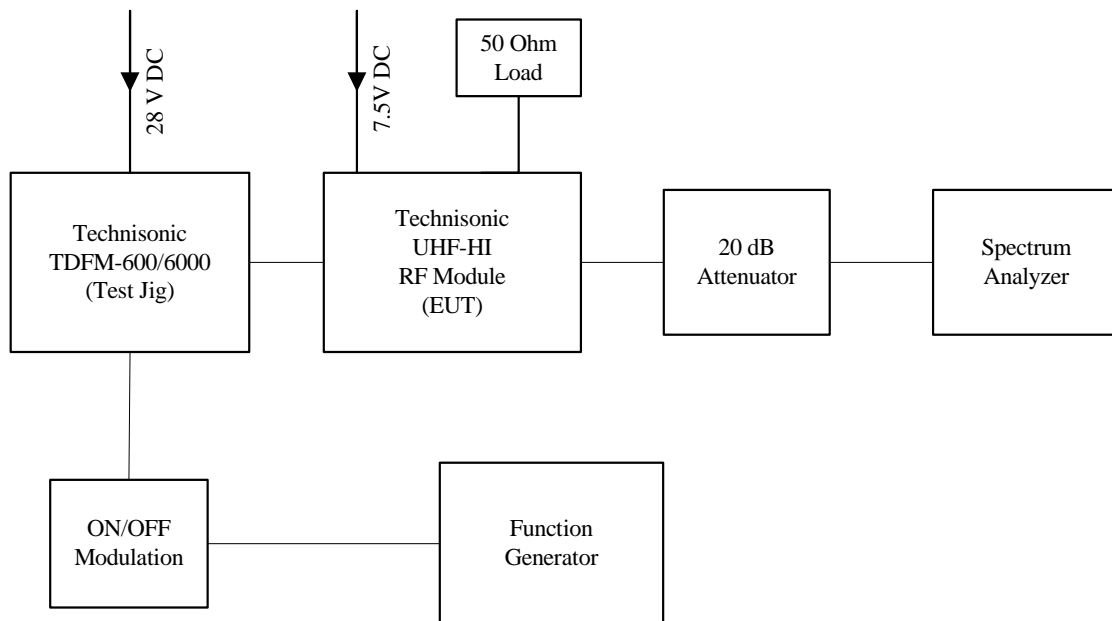 28 V DC
7.5V DC
50 Ohm
Load
Technisonic
TDFM-600/6000
(Test Jig)
Technisonic
UHF-HI
RF Module
(EUT)
20 dB
Attenuator
Spectrum
Analyzer
ON/OFF
Modulation
Function
Generator